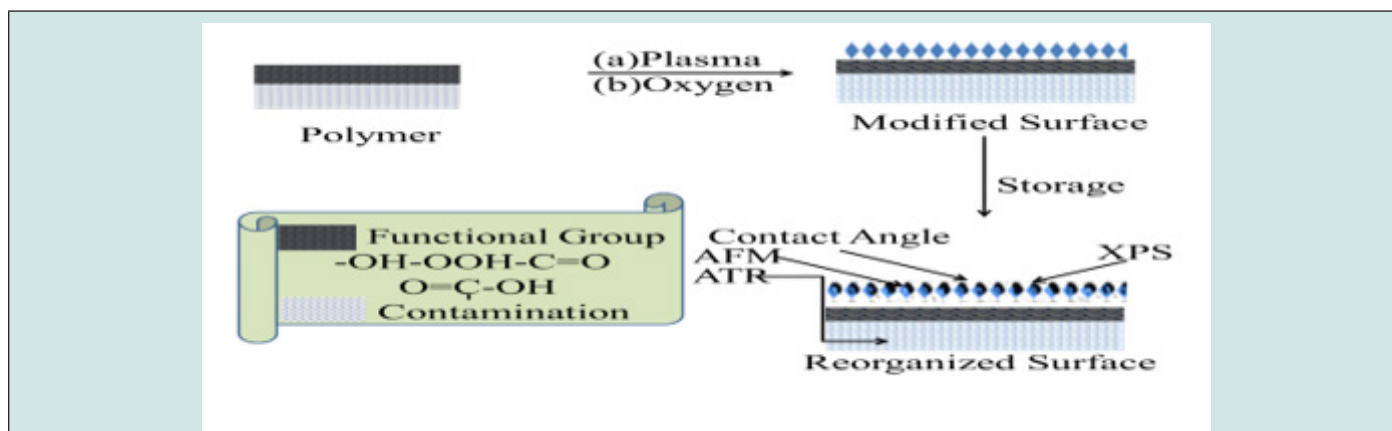 (a)Plasma
(b)Oxygen
Polymer
Modified Surface
Storage
Functional Group
-OH-OOH-C=O
O=C-OH
Contamination
Contact Angle
AFM
ATR
XPS
Reorganized Surface